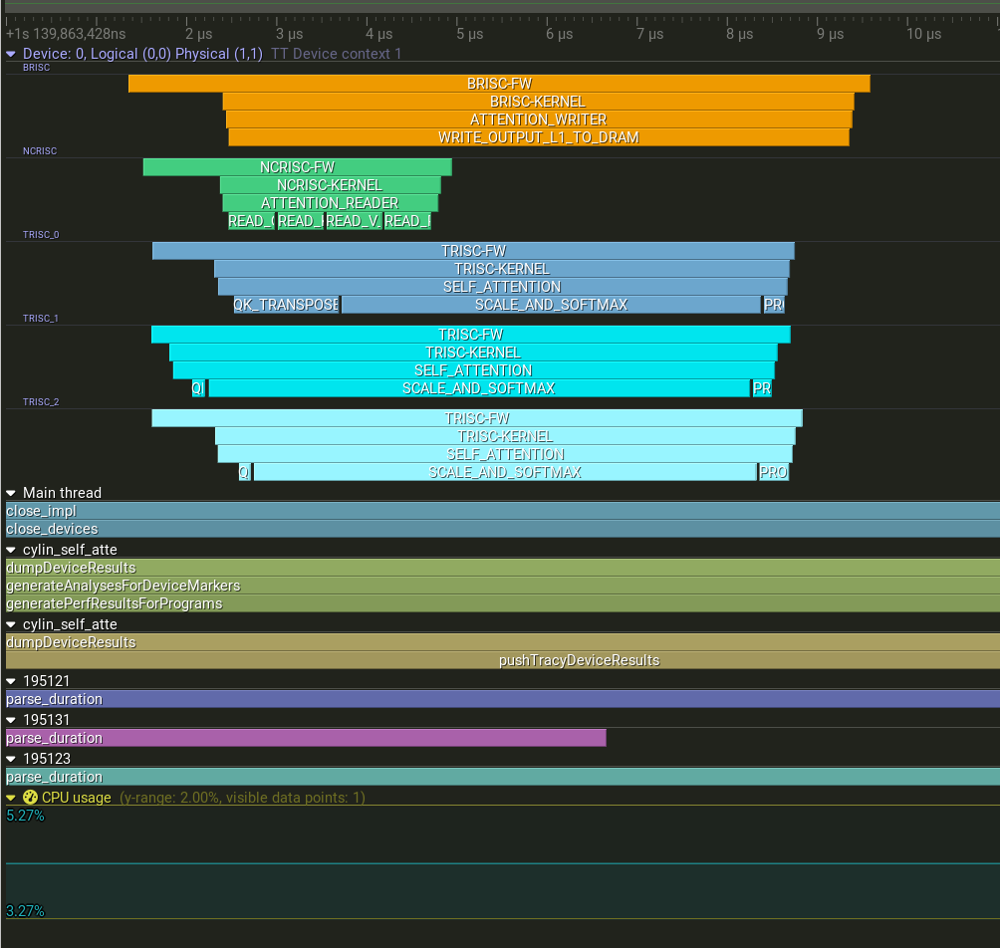 +1s 139,863,428ns 2 µs 3 µs 4 µs 5 µs 6 µs 7 µs 8 µs 9 µs 10 µs
Device: 0, Logical (0,0) Physical (1,1) TT Device context 1
BRISC
BRISC-FW
BRISC-KERNEL
ATTENTION_WRITER
WRITE_OUTPUT_L1_TO_DRAM
NCRISC
NCRISC-FW
NCRISC-KERNEL
ATTENTION_READER
READ_ READ_ READ_V_ READ_
TRISC_0
TRISC-FW
TRISC-KERNEL
SELF_ATTENTION
QK_TRANSPOSE SCALE_AND_SOFTMAX PR
TRISC_1
TRISC-FW
TRISC-KERNEL
SELF_ATTENTION
Q SCALE_AND_SOFTMAX PR
TRISC_2
TRISC-FW
TRISC-KERNEL
SELF_ATTENTION
Q SCALE_AND_SOFTMAX PRO
Main thread
close_impl
close_devices
cylin_self_atte
dumpDeviceResults
generateAnalysesForDeviceMarkers
generatePerfResultsForPrograms
cylin_self_atte
dumpDeviceResults
pushTracyDeviceResults
195121
parse_duration
195131
parse_duration
195123
parse_duration
CPU usage (y-range: 2.00%, visible data points: 1)
5.27%
3.27%